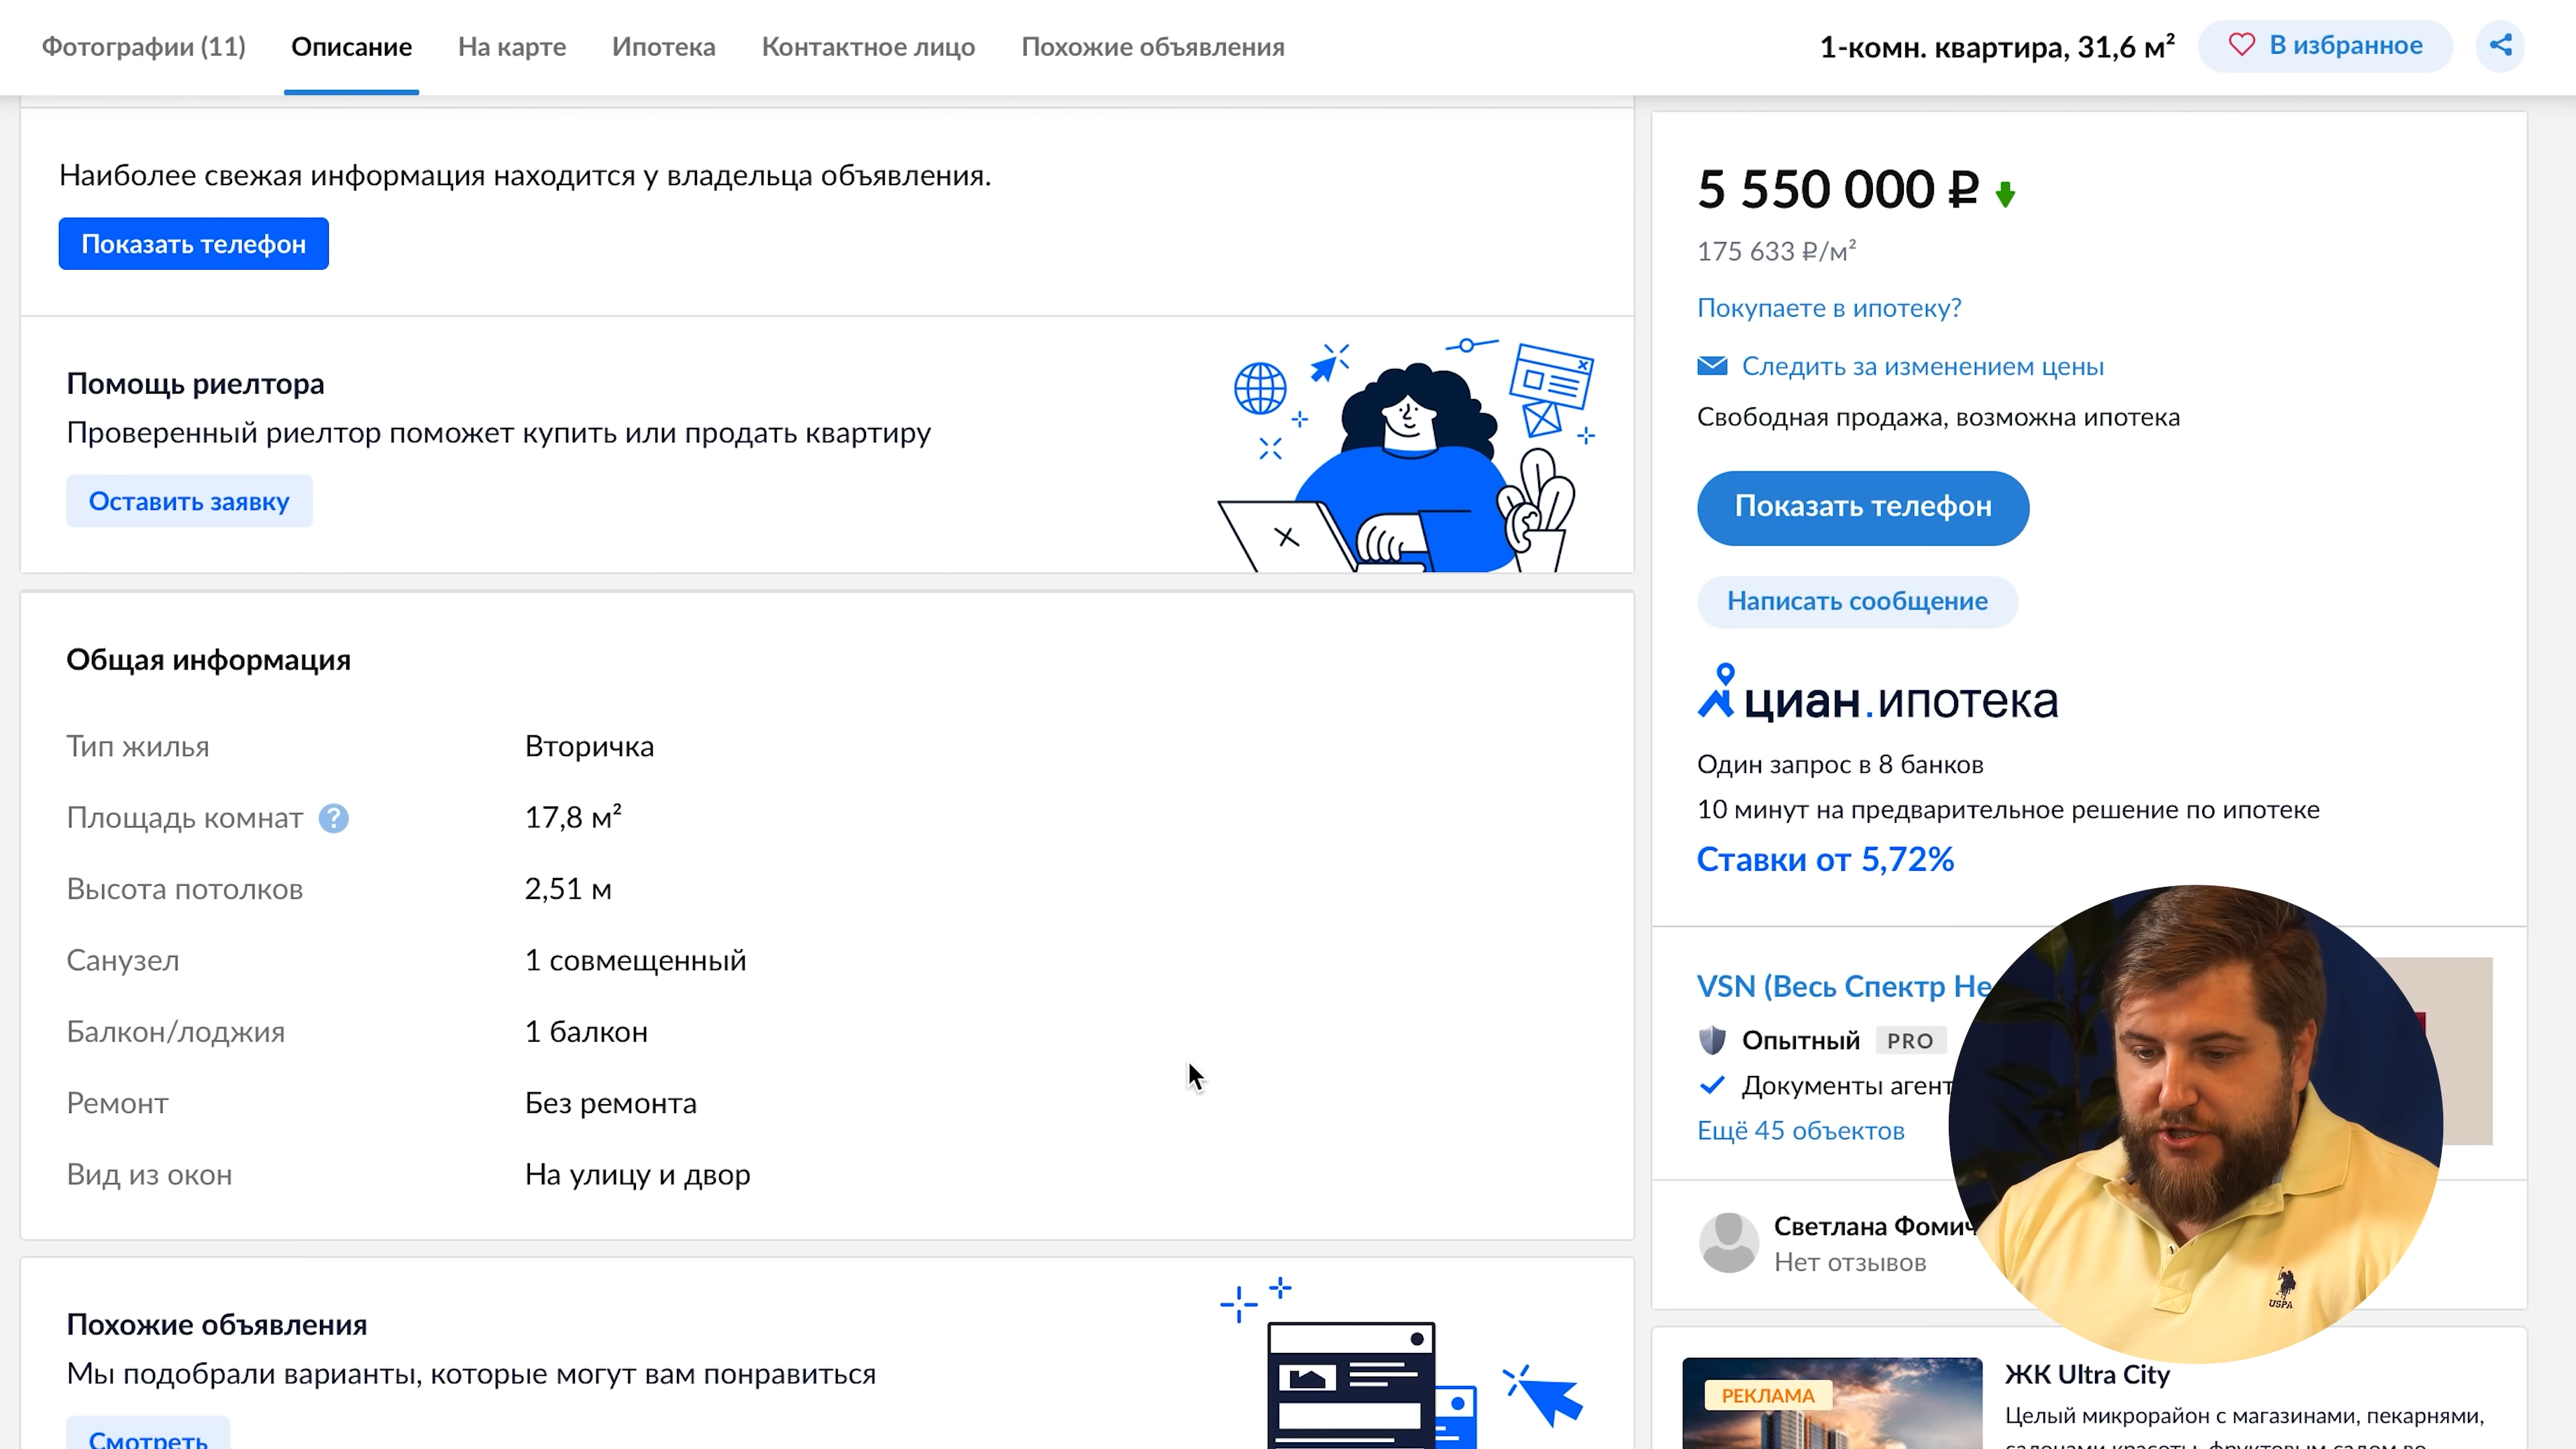 Фотографии (11) Описание На карте Ипотека Контактное лицо Похожие объявления
1-комн. квартира, 31,6 м² В избранное
Наиболее свежая информация находится у владельца объявления.
Показать телефон
Помощь риелтора
Проверенный риелтор поможет купить или продать квартиру
Оставить заявку
Общая информация
Тип жилья Вторичка
Площадь комнат ? 17,8 м²
Высота потолков 2,51 м
Санузел 1 совмещенный
Балкон/лоджия 1 балкон
Ремонт Без ремонта
Вид из окон На улицу и двор
Похожие объявления
Мы подобрали варианты, которые могут вам понравиться
Смотреть
5 550 000 ₽
175 633 ₽/м²
Покупаете в ипотеку?
Следить за изменением цены
Свободная продажа, возможна ипотека
Показать телефон
Написать сообщение
циан.ипотека
Один запрос в 8 банков
10 минут на предварительное решение по ипотеке
Ставки от 5,72%
VSN (Весь Спектр Не
Опытный PRO
Документы агент
Ещё 45 объектов
Светлана Фомич
Нет отзывов
USPA
РЕКЛАМА
ЖК Ultra City
Целый микрорайон с магазинами, пекарнями,